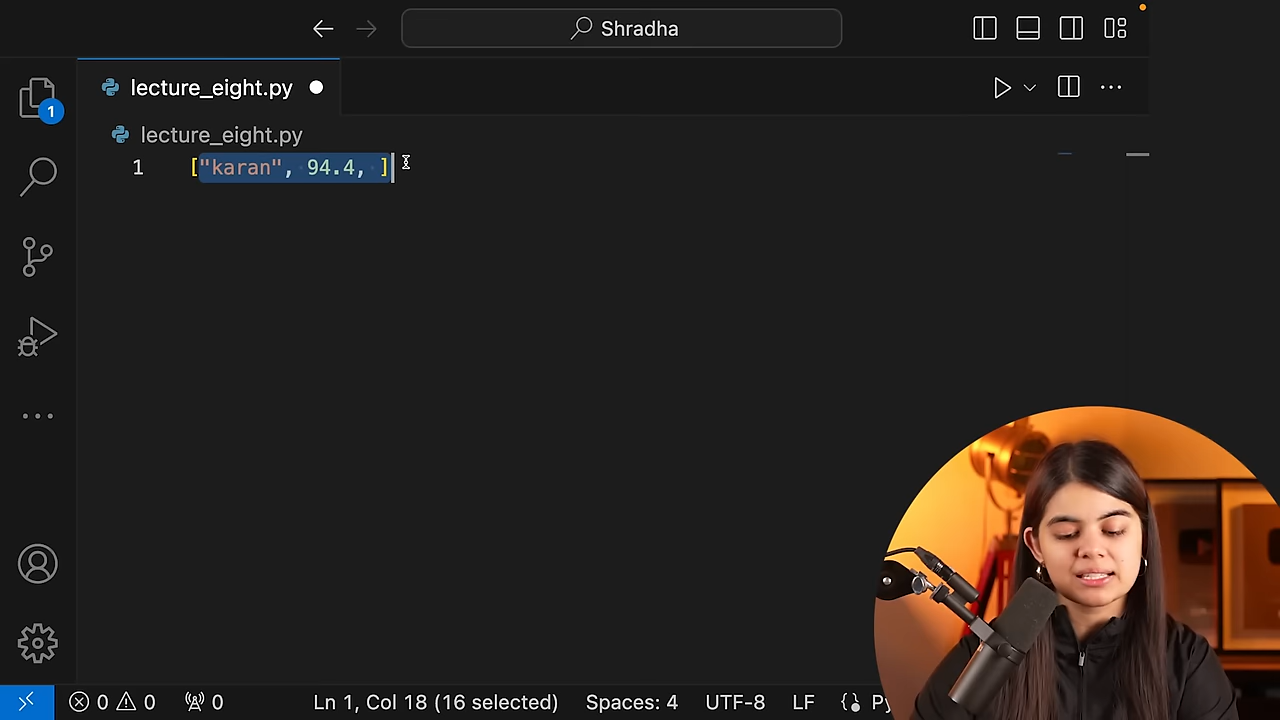 Shradha
lecture_eight.py
1
lecture_eight.py
1 ["karan", 94.4, ]
0 0 0 Ln 1, Col 18 (16 selected) Spaces: 4 UTF-8 LF Py